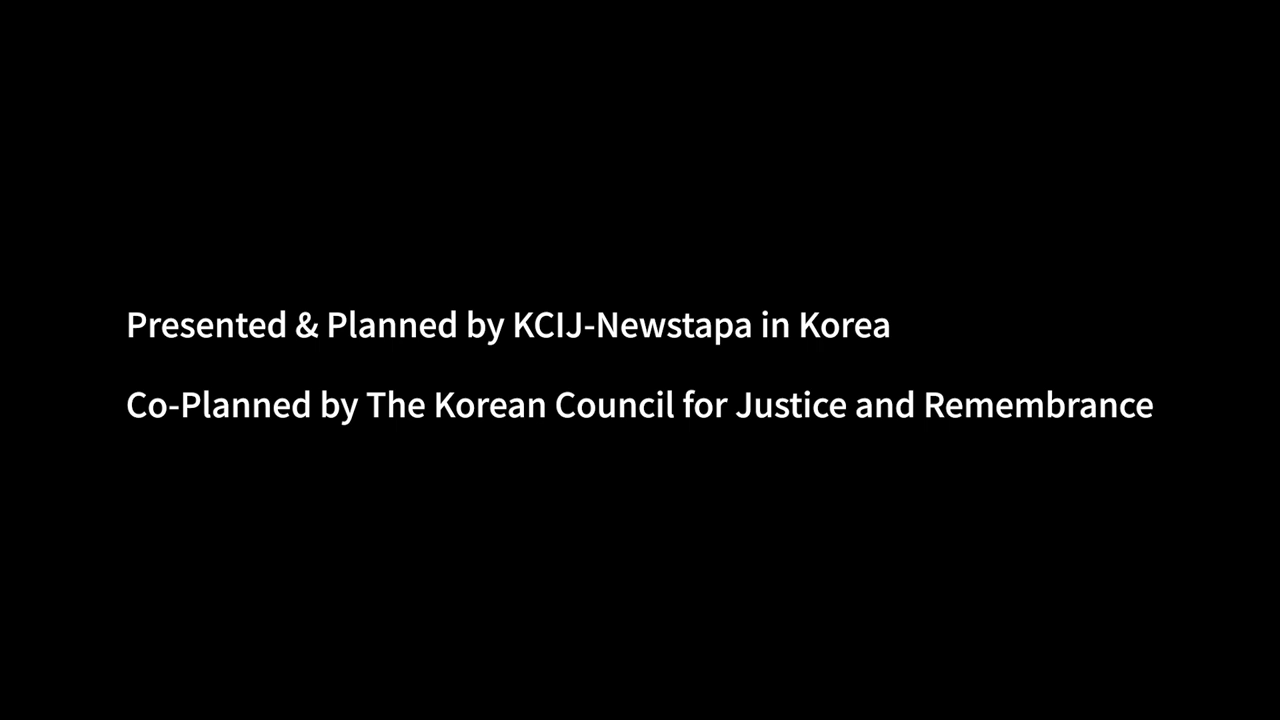 Presented & Planned by KCIJ-Newstapa in Korea
Co-Planned by The Korean Council for Justice and Remembrance